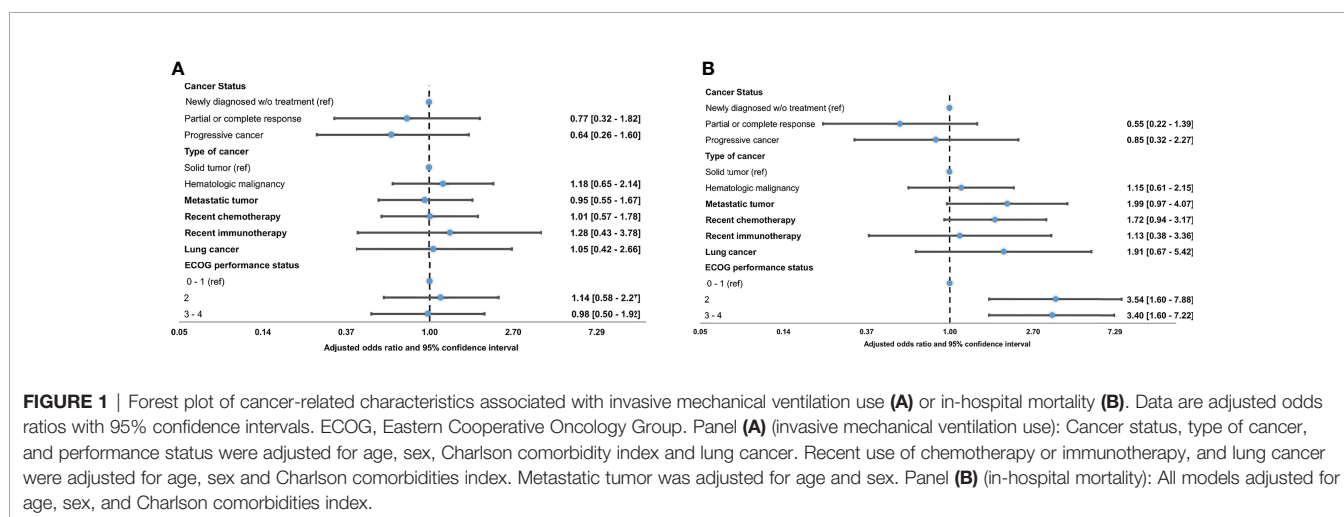 A
Cancer Status
Newly diagnosed w/o treatment (ref)
Partial or complete response 0.77 [0.32 - 1.82]
Progressive cancer 0.64 [0.26 - 1.60]
Type of cancer
Solid tumor (ref)
Hematologic malignancy 1.18 [0.65 - 2.14]
Metastatic tumor 0.95 [0.55 - 1.67]
Recent chemotherapy 1.01 [0.57 - 1.78]
Recent immunotherapy 1.28 [0.43 - 3.78]
Lung cancer 1.05 [0.42 - 2.66]
ECOG performance status
0 - 1 (ref)
2 1.14 [0.58 - 2.27]
3 - 4 0.98 [0.50 - 1.92]
0.05 0.14 0.37 1.00 2.70 7.29
Adjusted odds ratio and 95% confidence interval
B
Cancer Status
Newly diagnosed w/o treatment (ref)
Partial or complete response 0.55 [0.22 - 1.39]
Progressive cancer 0.85 [0.32 - 2.27]
Type of cancer
Solid tumor (ref)
Hematologic malignancy 1.15 [0.61 - 2.15]
Metastatic tumor 1.99 [0.97 - 4.07]
Recent chemotherapy 1.72 [0.94 - 3.17]
Recent immunotherapy 1.13 [0.38 - 3.36]
Lung cancer 1.91 [0.67 - 5.42]
ECOG performance status
0 - 1 (ref)
2 3.54 [1.60 - 7.88]
3 - 4 3.40 [1.60 - 7.22]
0.05 0.14 0.37 1.00 2.70 7.29
Adjusted odds ratio and 95% confidence interval
FIGURE 1 | Forest plot of cancer-related characteristics associated with invasive mechanical ventilation use (A) or in-hospital mortality (B). Data are adjusted odds
ratios with 95% confidence intervals. ECOG, Eastern Cooperative Oncology Group. Panel (A) (invasive mechanical ventilation use): Cancer status, type of cancer,
and performance status were adjusted for age, sex, Charlson comorbidity index and lung cancer. Recent use of chemotherapy or immunotherapy, and lung cancer
were adjusted for age, sex and Charlson comorbidities index. Metastatic tumor was adjusted for age and sex. Panel (B) (in-hospital mortality): All models adjusted for
age, sex, and Charlson comorbidities index.